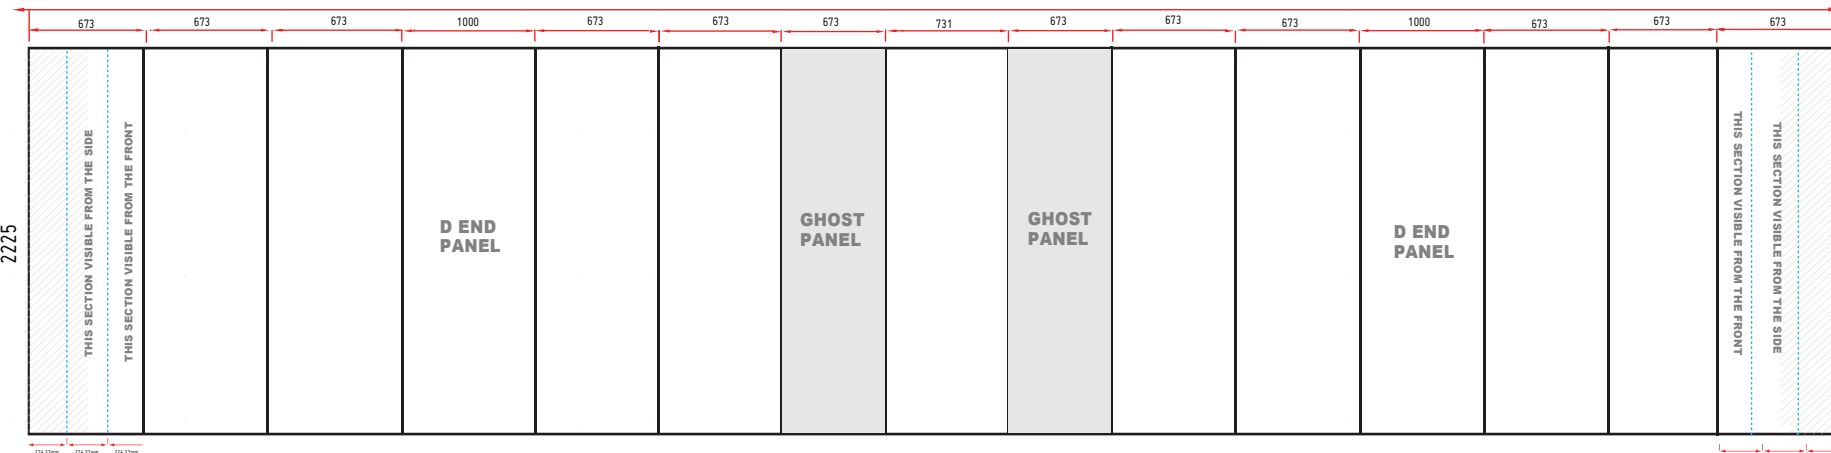 673 673 673 1000 673 673 673 731 673 673 673 1000 673 673 673
2225
THIS SECTION VISIBLE FROM THE SIDE
THIS SECTION VISIBLE FROM THE FRONT
D END
PANEL
GHOST
PANEL
GHOST
PANEL
D END
PANEL
THIS SECTION VISIBLE FROM THE FRONT
THIS SECTION VISIBLE FROM THE SIDE